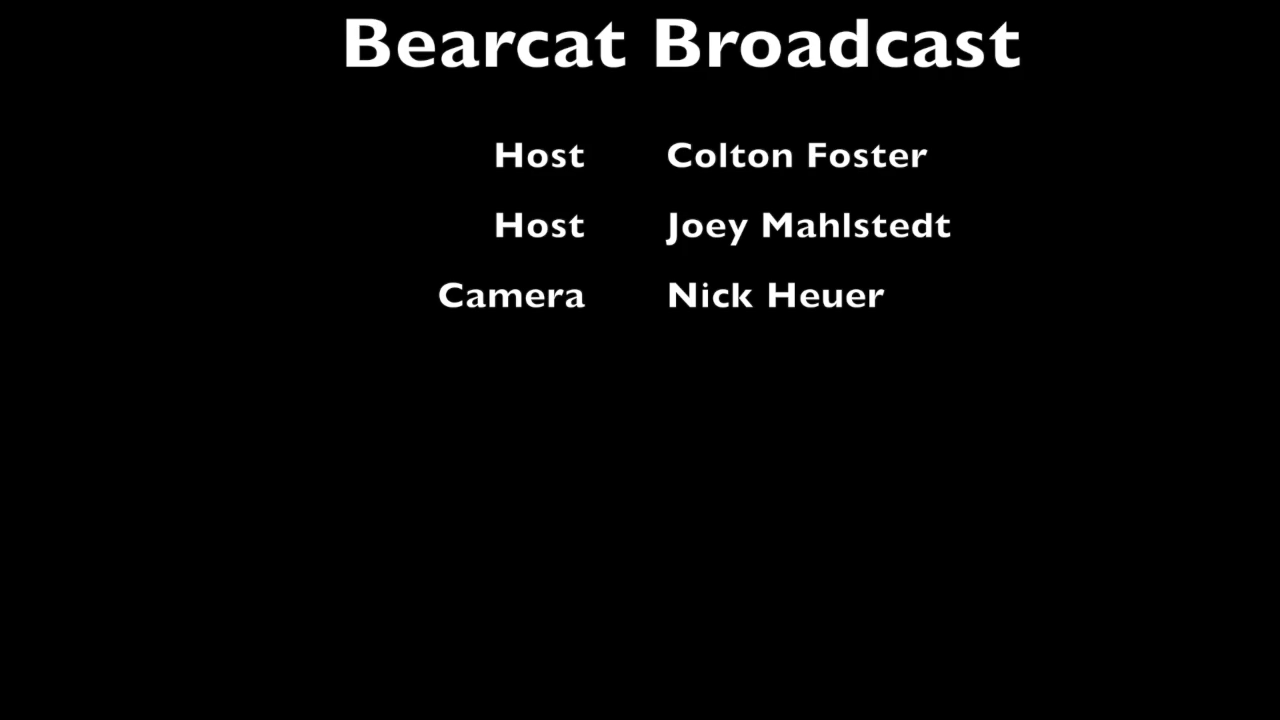 Bearcat Broadcast
Host Colton Foster
Host Joey Mahlstedt
Camera Nick Heuer